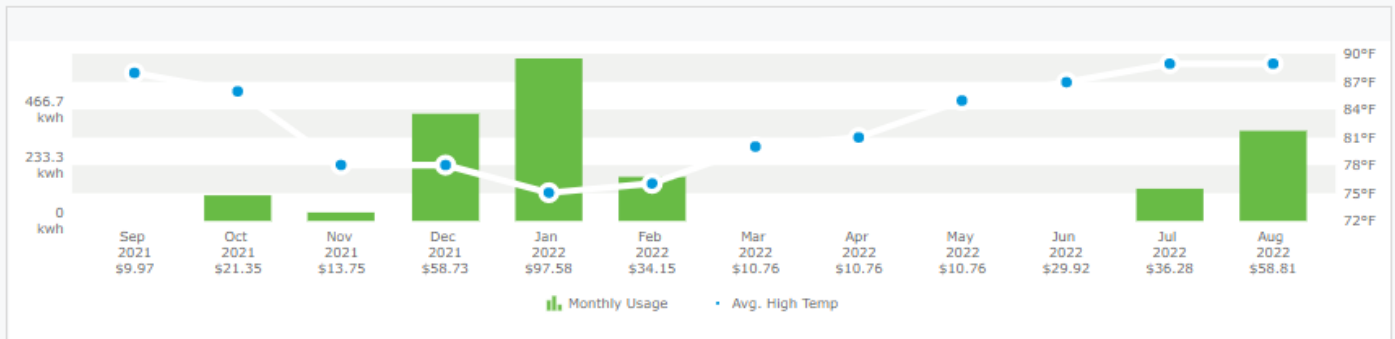 90°F
87°F
466.7
kwh
84°F
81°F
233.3
kwh
78°F
75°F
0
kwh
72°F
Sep Oct Nov Dec Jan Feb Mar Apr May Jun Jul Aug
2021 2021 2021 2021 2022 2022 2022 2022 2022 2022 2022 2022
$9.97 $21.35 $13.75 $58.73 $97.58 $34.15 $10.76 $10.76 $10.76 $29.92 $36.28 $58.81
Monthly Usage Avg. High Temp